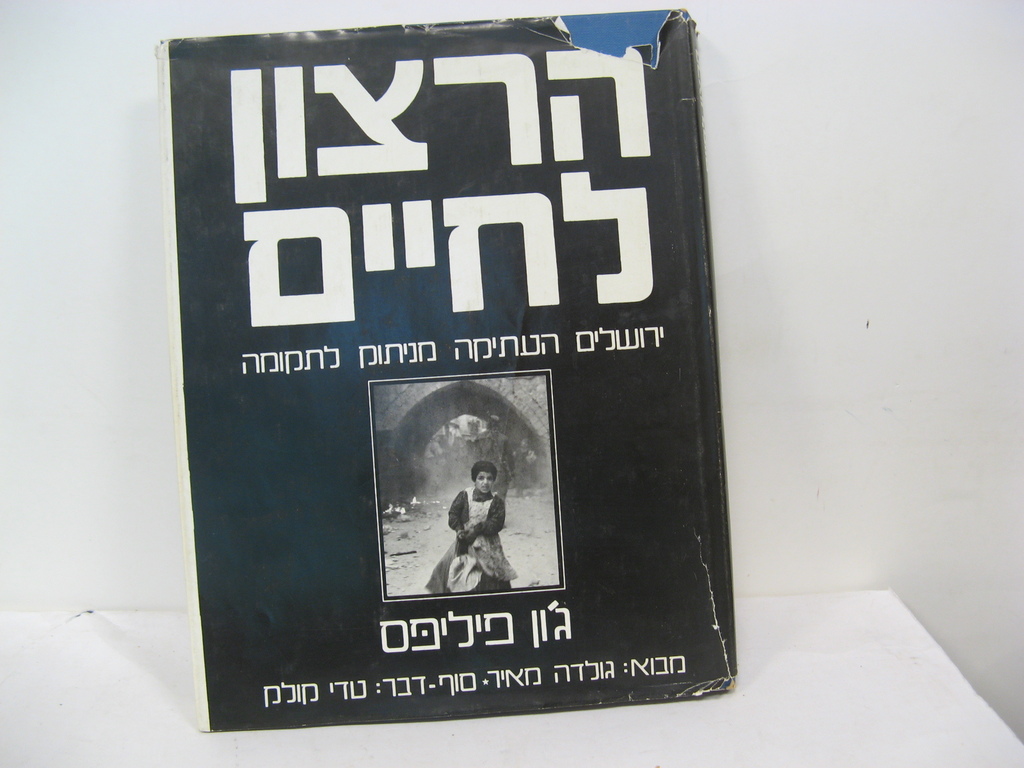 הרצון
לחיים
ירושלים העתיקה מניתוק לתקומה
ג'ון פיליפס
מבוא: גולדה מאיר * סוף-דבר: טדי קולק